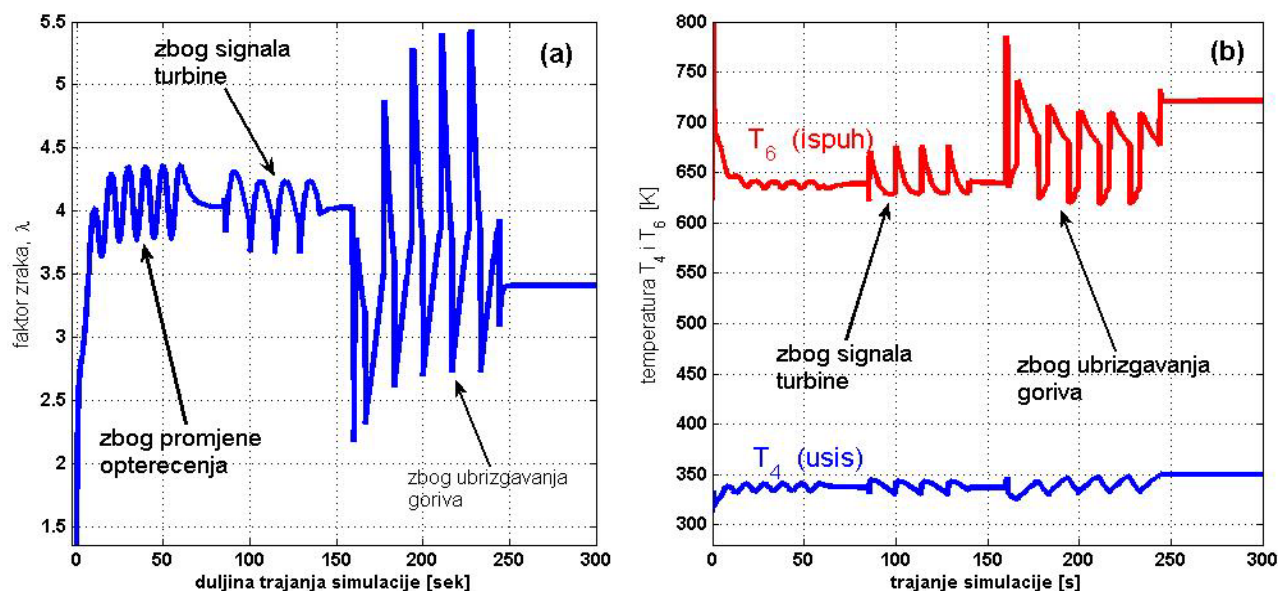 (a)
zbog signala
turbine
zbog promjene
opterecenja
zbog ubrizgavanja
goriva
faktor zraka, λ
5.5
5
4.5
4
3.5
3
2.5
2
1.5
0
50
100
150
200
250
300
duljina trajanja simulacije [sek]
(b)
T6 (ispuh)
zbog signala
turbine
zbog ubrizgavanja
goriva
T4 (usis)
temperatura T4 i T6 [K]
800
750
700
650
600
550
500
450
400
350
300
0
50
100
150
200
250
300
trajanje simulacije [s]